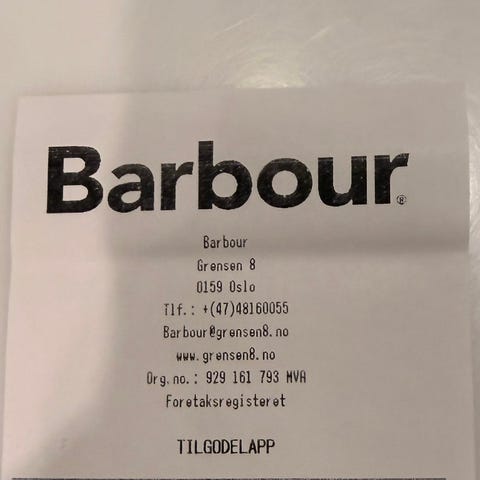 Barbour®
Barbour
Grensen 8
0159 Oslo
Tlf.: +(47)48160055
Barbour@grensen8.no
www.grensen8.no
Org.no.: 929 161 793 MVA
Foretaksregisteret
TILGODELAPP